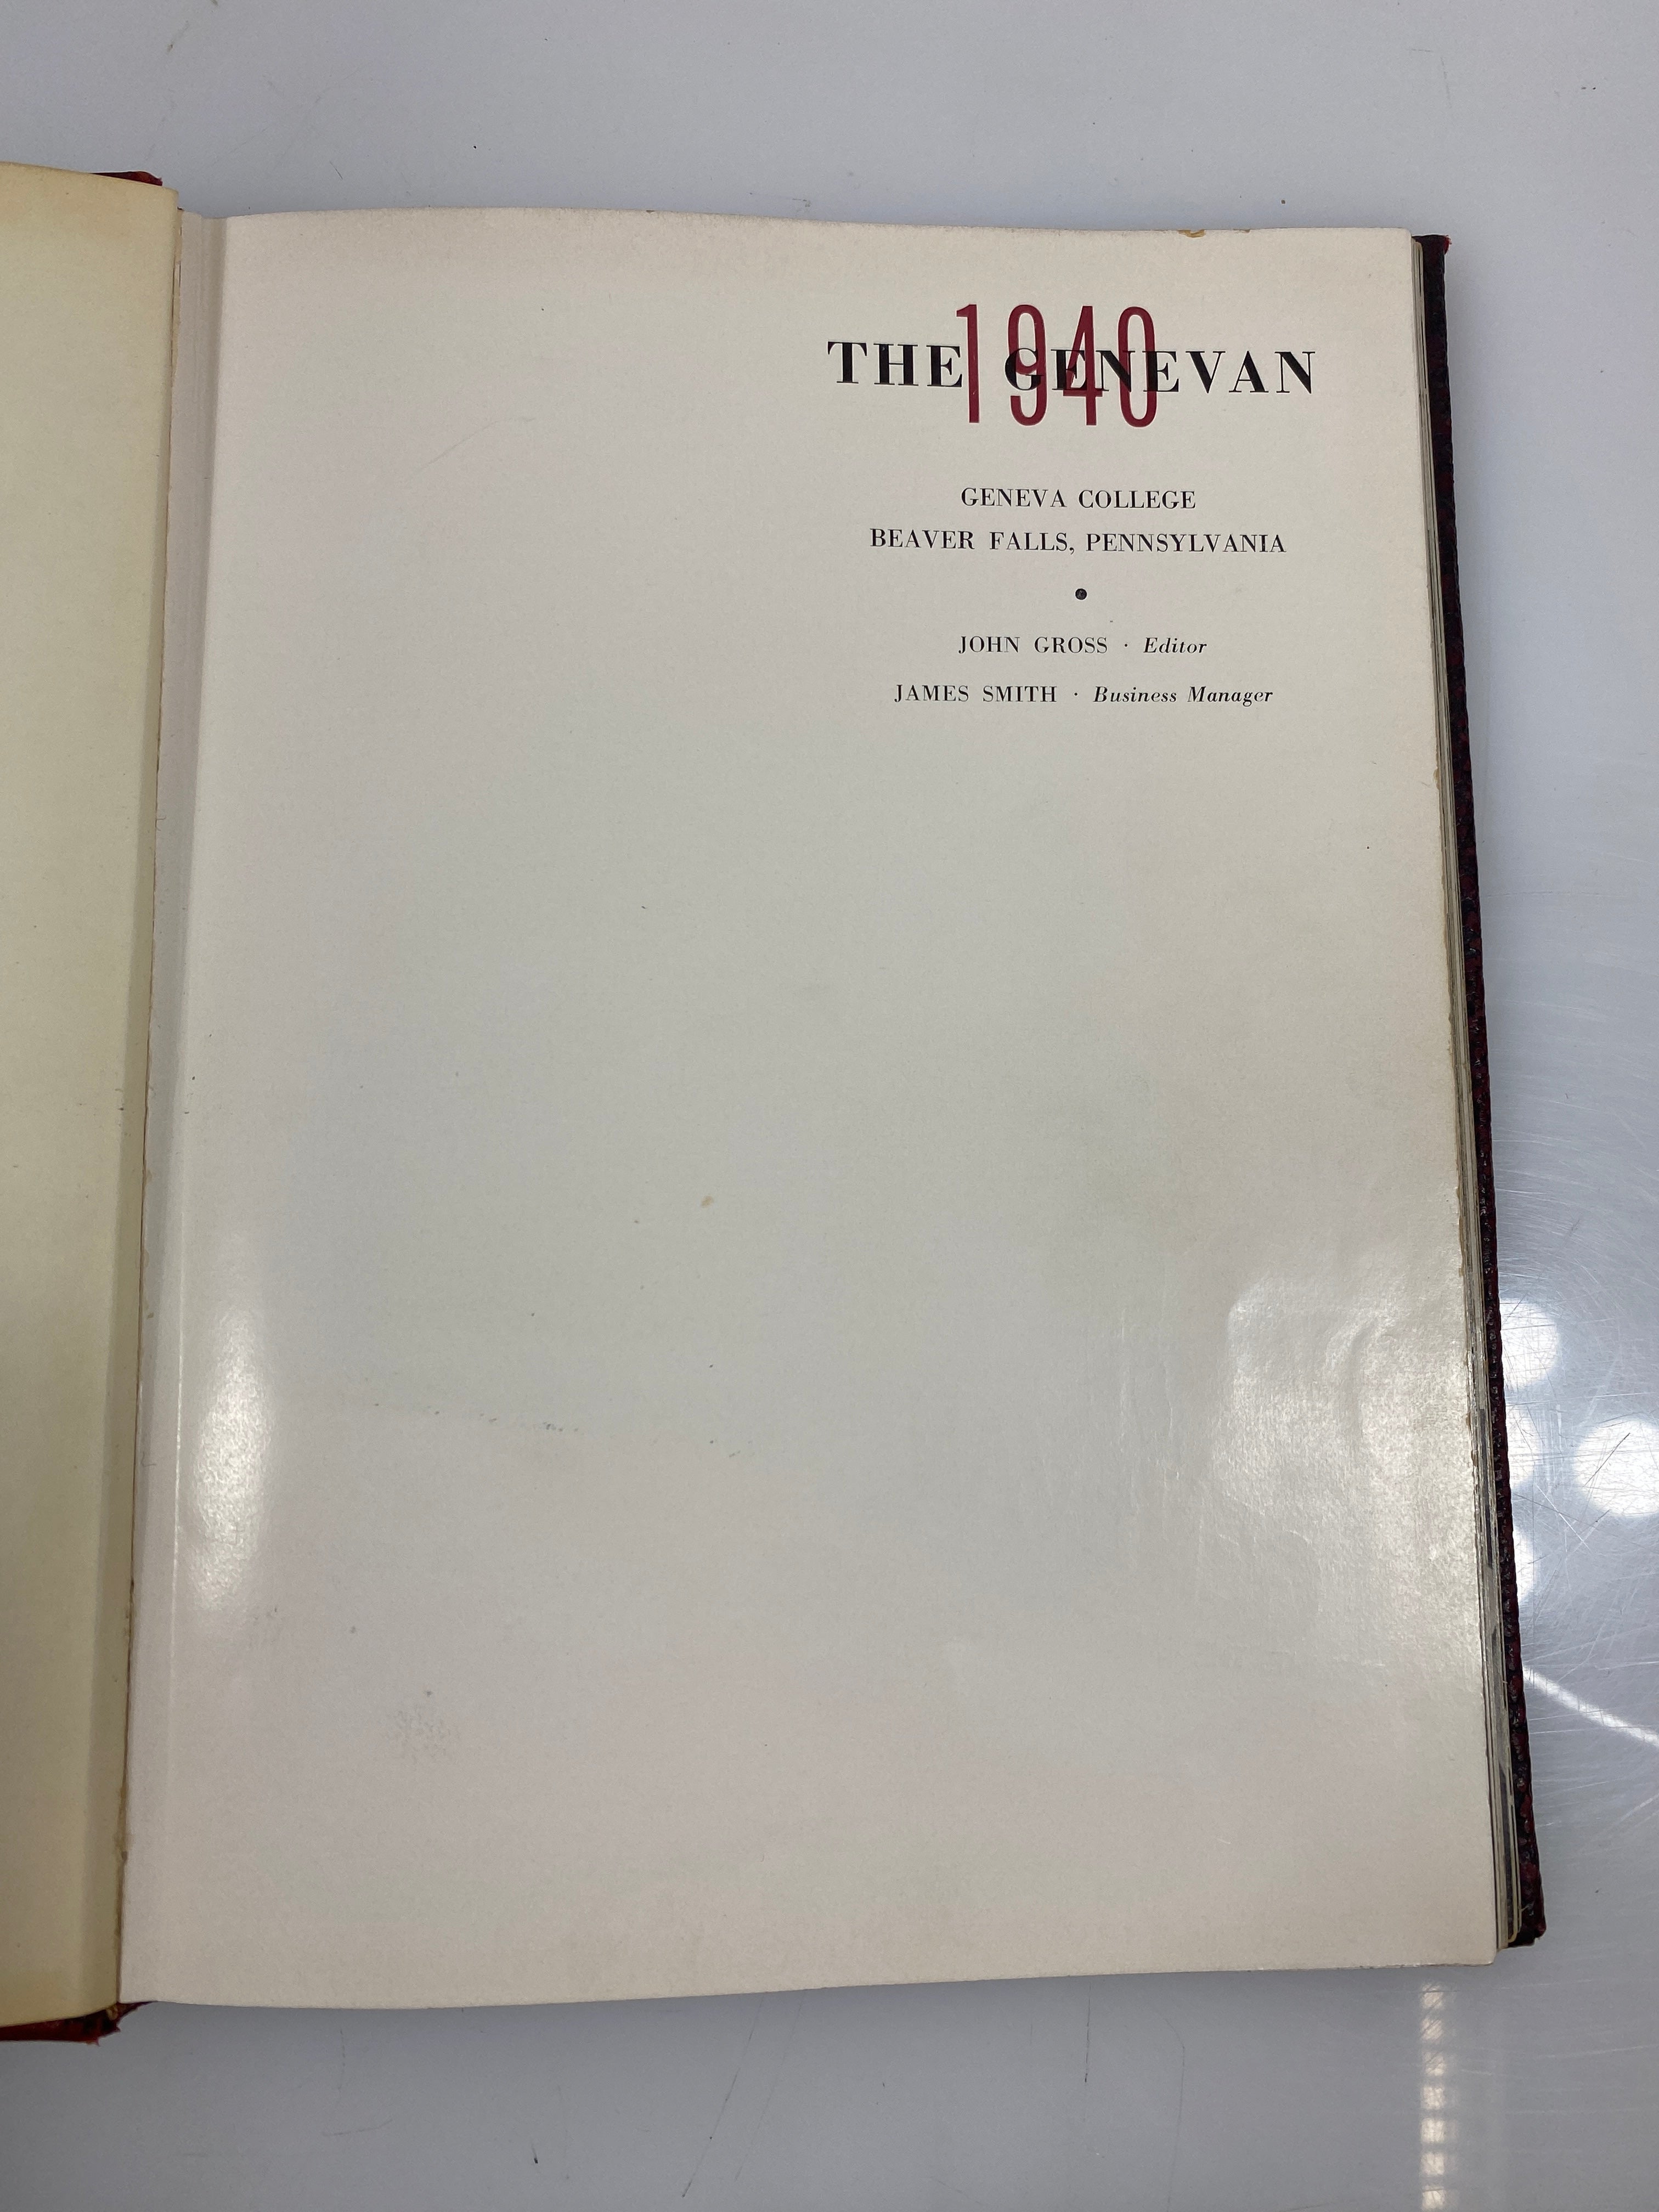 1940
THE GENEVAN
GENEVA COLLEGE
BEAVER FALLS, PENNSYLVANIA
•
JOHN GROSS · Editor
JAMES SMITH · Business Manager